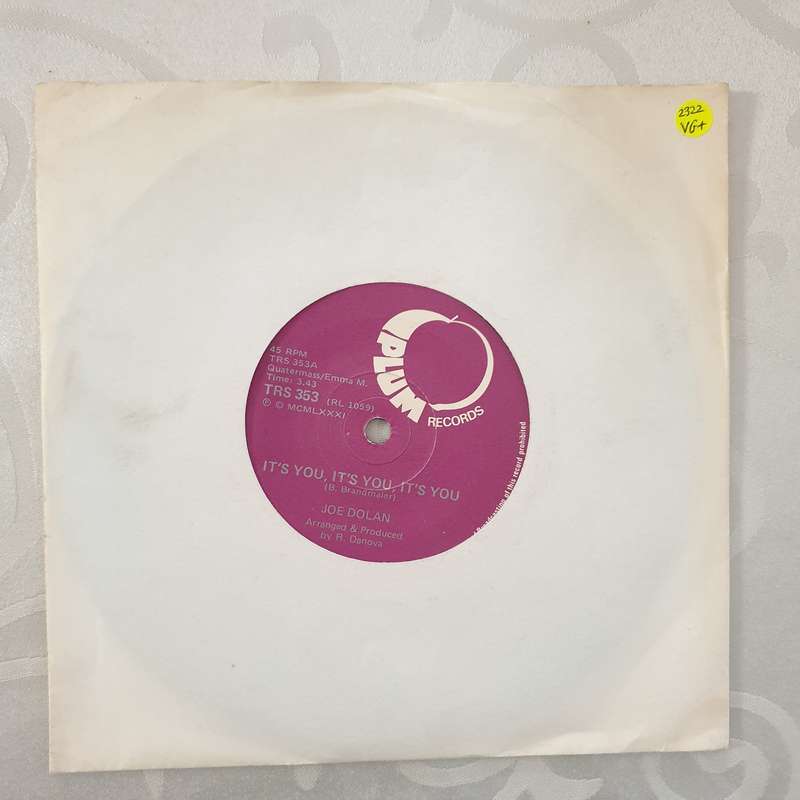 2322
VG+
PLUM
RECORDS
45 RPM
TRS 353A
Quatermass/Emma M.
Time: 3.43
TRS 353 (RL 1059)
℗ © MCMLXXXI
IT'S YOU, IT'S YOU, IT'S YOU
(B. Brandmaier)
JOE DOLAN
Arranged & Produced
by R. Danova
Broadcasting of this record prohibited